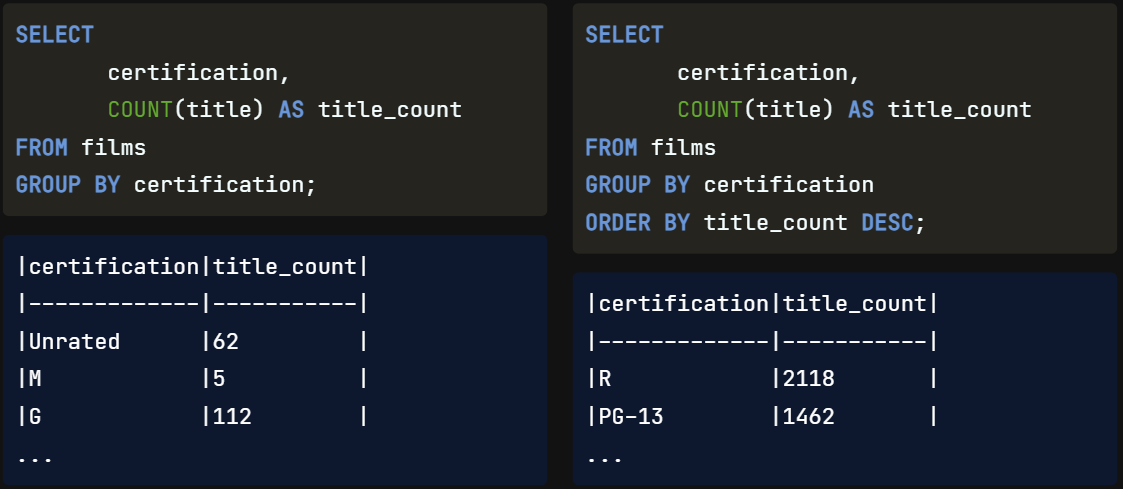 SELECT
certification,
COUNT(title) AS title_count
FROM films
GROUP BY certification;
|certification|title_count|
|-------------|-----------|
|Unrated      |62         |
|M            |5          |
|G            |112        |
...
SELECT
certification,
COUNT(title) AS title_count
FROM films
GROUP BY certification
ORDER BY title_count DESC;
|certification|title_count|
|-------------|-----------|
|R            |2118       |
|PG-13        |1462       |
...